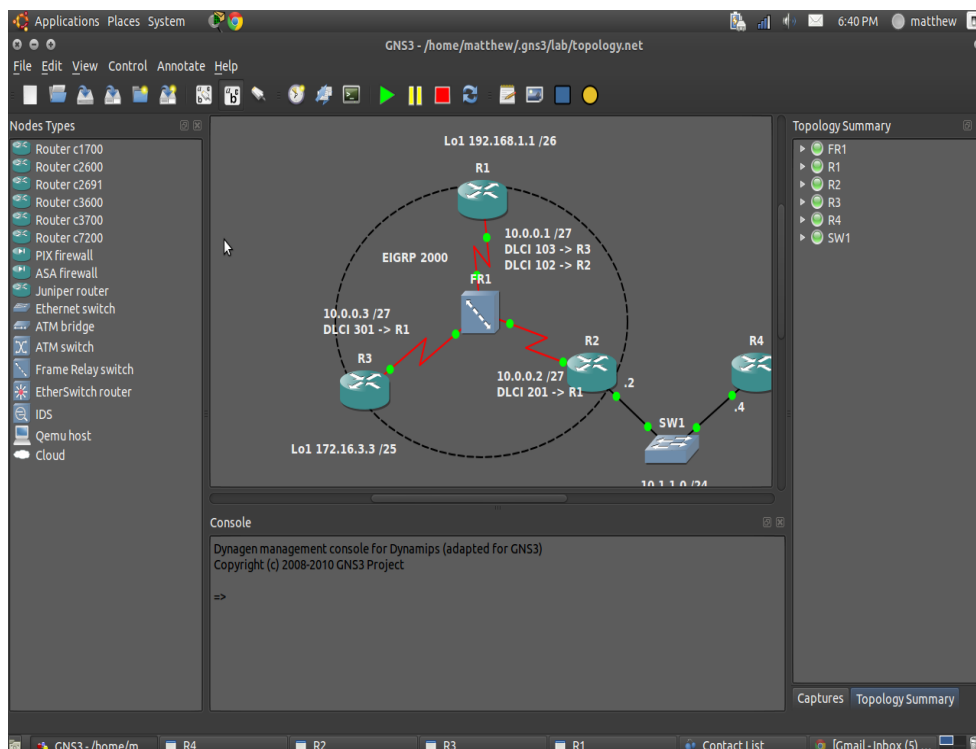 Applications Places System
6:40 PM
matthew
GNS3 - /home/matthew/.gns3/lab/topology.net
File Edit View Control Annotate Help
Nodes Types
Router c1700
Router c2600
Router c2691
Router c3600
Router c3700
Router c7200
PIX firewall
ASA firewall
Juniper router
Ethernet switch
ATM bridge
ATM switch
Frame Relay switch
EtherSwitch router
IDS
Qemu host
Cloud
Lo1 192.168.1.1 /26
R1
10.0.0.1 /27
DLCI 103 -> R3
DLCI 102 -> R2
EIGRP 2000
FR1
10.0.0.3 /27
DLCI 301 -> R1
R3
R2
R4
10.0.0.2 /27
DLCI 201 -> R1
.2
.4
SW1
Lo1 172.16.3.3 /25
10.1.1.0 /24
Topology Summary
FR1
R1
R2
R3
R4
SW1
Console
Dynagen management console for Dynamips (adapted for GNS3)
Copyright (c) 2008-2010 GNS3 Project
=>
Captures
Topology Summary
GNS3 - /home/m...
R4
R2
R3
R1
Contact List
[Gmail - Inbox (5)...